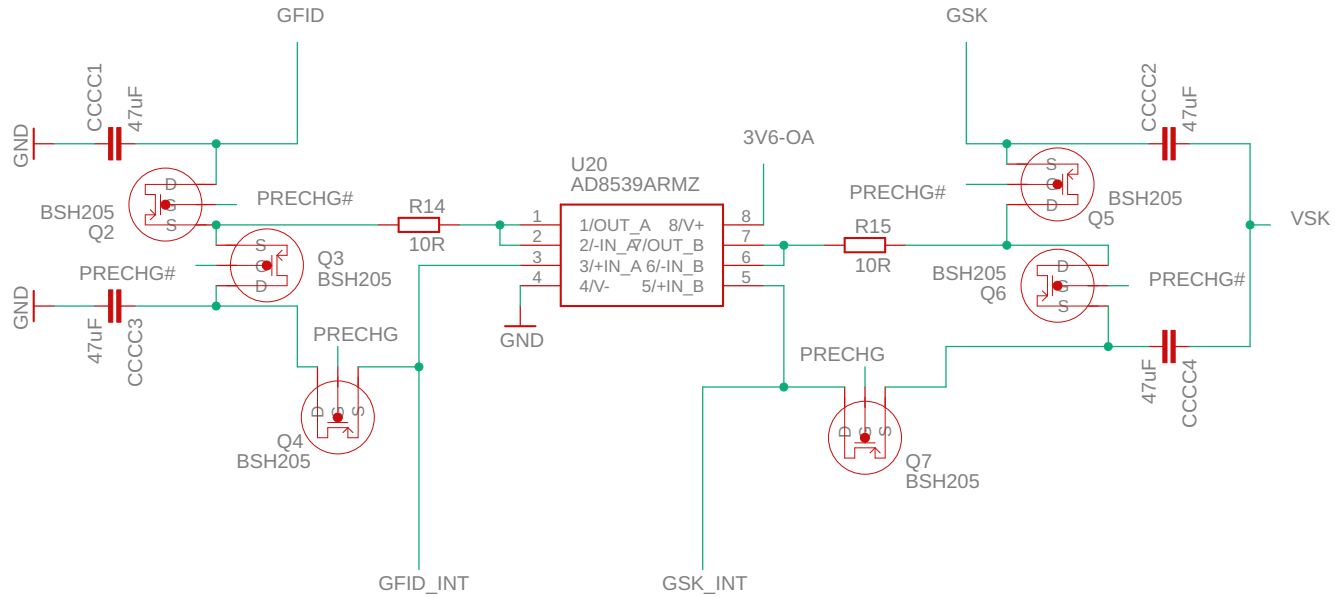 GFID
GSK
CCCC1
47uF
GND
CCCC2
47uF
3V6-OA
U20
AD8539ARMZ
D
G
S
BSH205
Q2
PRECHG#
R14
10R
1
2
3
4
1/OUT_A
2/-IN_A
3/+IN_A
4/V-
8/V+
7/OUT_B
6/-IN_B
5/+IN_B
8
7
6
5
R15
10R
PRECHG#
S
G
D
BSH205
Q5
VSK
S
G
D
Q3
BSH205
PRECHG#
BSH205
Q6
D
G
S
PRECHG#
GND
47uF
CCCC3
PRECHG
GND
PRECHG
47uF
CCCC4
D
G
S
Q4
BSH205
D
G
S
Q7
BSH205
GFID_INT
GSK_INT